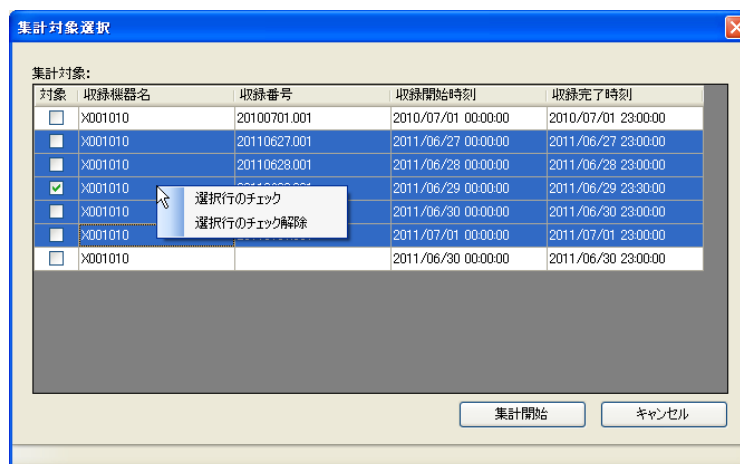 集計対象選択
集計対象:
対象 収録機器名 収録番号 収録開始時刻 収録完了時刻
X001010 20100701.001 2010/07/01 00:00:00 2010/07/01 23:00:00
X001010 20110627.001 2011/06/27 00:00:00 2011/06/27 23:00:00
X001010 20110628.001 2011/06/28 00:00:00 2011/06/28 23:00:00
X001010 2011/06/29 00:00:00 2011/06/29 23:30:00
選択行のチェック
X001010 2011/06/30 00:00:00 2011/06/30 23:00:00
選択行のチェック解除
X001010 2011/07/01 00:00:00 2011/07/01 23:00:00
X001010 2011/06/30 00:00:00 2011/06/30 23:00:00
集計開始 キャンセル